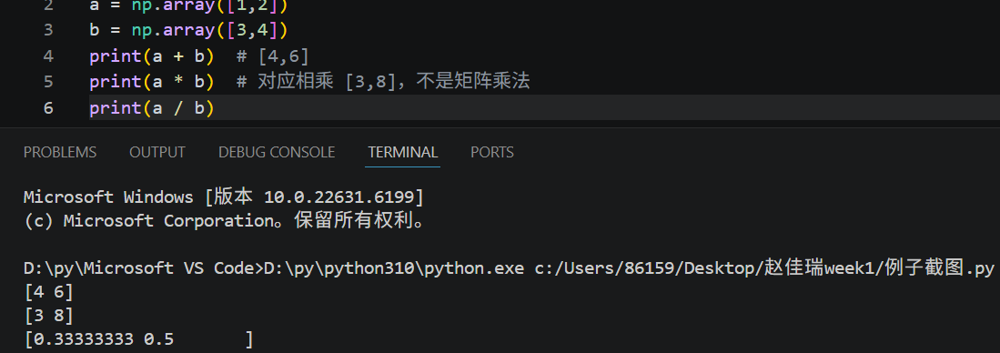 2 a = np.array([1,2])
3 b = np.array([3,4])
4 print(a + b)  # [4,6]
5 print(a * b)  # 对应相乘 [3,8]，不是矩阵乘法
6 print(a / b)
PROBLEMS OUTPUT DEBUG CONSOLE TERMINAL PORTS
Microsoft Windows [版本 10.0.22631.6199]
(c) Microsoft Corporation。保留所有权利。
D:\py\Microsoft VS Code>D:\py\python310\python.exe c:/Users/86159/Desktop/赵佳瑞week1/例子截图.py
[4 6]
[3 8]
[0.33333333 0.5       ]